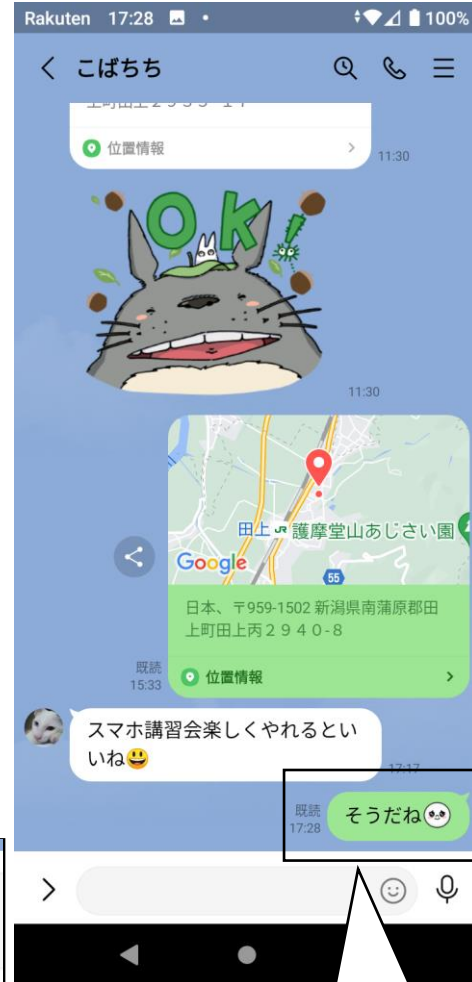 Rakuten 17:28 100%
こばちち
位置情報
11:30
OK!
11:30
田上 JR 護摩堂山あじさい園
Google
55
日本、〒959-1502 新潟県南蒲原郡田
上町田上丙2940-8
既読
15:33
位置情報
スマホ講習会楽しくやれるとい
いね😃
17:17
既読
17:28
そうだね